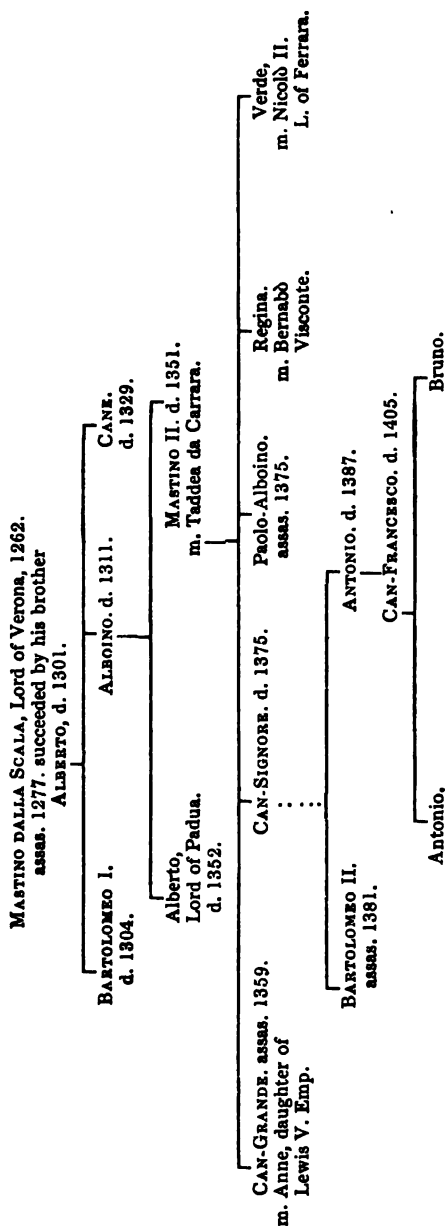 MASTINO DALLA SCALA, Lord of Verona, 1262.
assas. 1277. succeeded by his brother
ALBERTO, d. 1301.
BARTOLOMEO I.
d. 1304.
ALBOINO. d. 1311.
CANE.
d. 1329.
Alberto,
Lord of Padua.
d. 1352.
MASTINO II. d. 1351.
m. Taddea da Carrara.
CAN-GRANDE. assas. 1359.
m. Anne, daughter of
Lewis V. Emp.
CAN-SIGNORE. d. 1375.
Paolo-Alboino.
assas. 1375.
Regina.
m. Bernabò
Visconte.
Verde,
m. Nicolò II.
L. of Ferrara.
BARTOLOMEO II.
assas. 1381.
ANTONIO. d. 1387.
CAN-FRANCESCO. d. 1405.
Antonio.
Bruno.